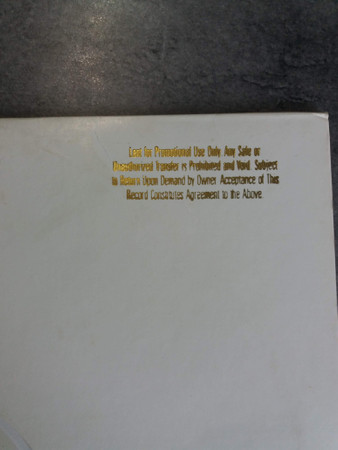 Lent for Promotional Use Only. Any Sale or
Unauthorized Transfer is Prohibited and Void. Subject
to Return Upon Demand by Owner. Acceptance of This
Record Constitutes Agreement to the Above.